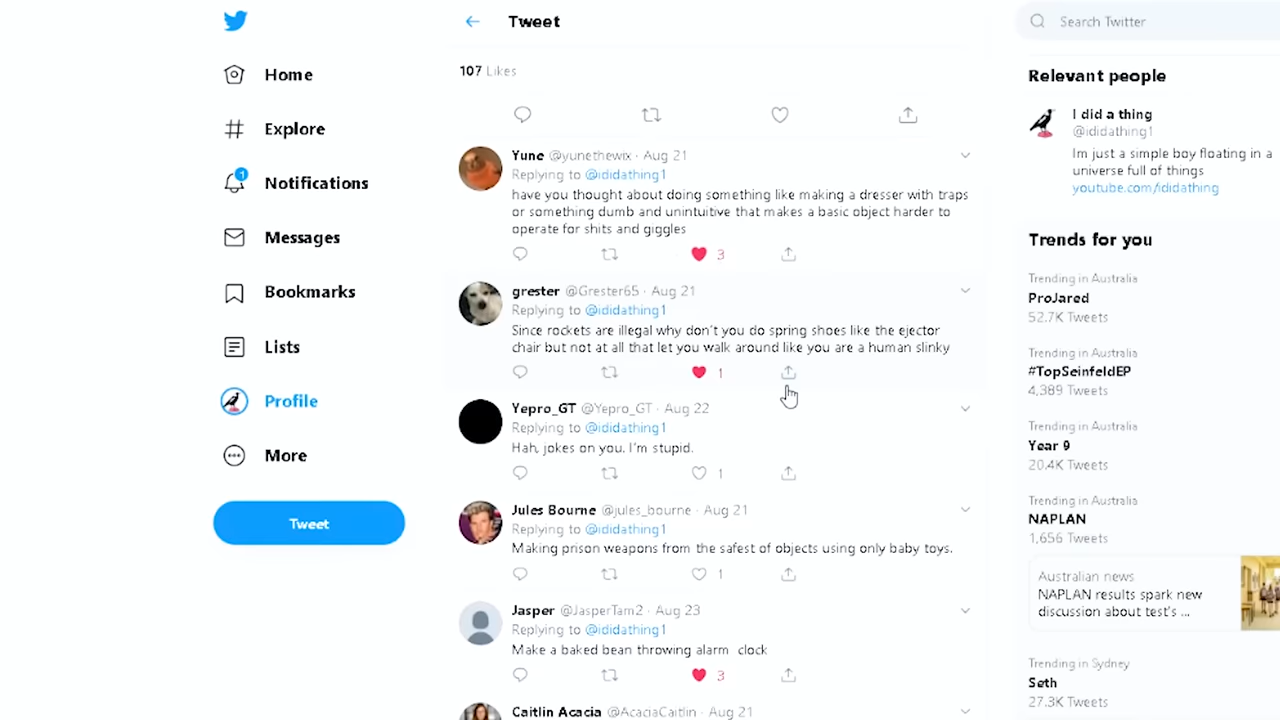 Home
Explore
1
Notifications
Messages
Bookmarks
Lists
Profile
More
Tweet
Tweet
107 Likes
Yune @yunethewix · Aug 21
Replying to @ididathing1
have you thought about doing something like making a dresser with traps
or something dumb and unintuitive that makes a basic object harder to
operate for shits and giggles
3
grester @Grester65 · Aug 21
Replying to @ididathing1
Since rockets are illegal why don't you do spring shoes like the ejector
chair but not at all that let you walk around like you are a human slinky
1
Yepro_GT @Yepro_GT · Aug 22
Replying to @ididathing1
Hah, jokes on you. I'm stupid.
1
Jules Bourne @jules_bourne · Aug 21
Replying to @ididathing1
Making prison weapons from the safest of objects using only baby toys.
1
Jasper @JasperTam2 · Aug 23
Replying to @ididathing1
Make a baked bean throwing alarm clock
3
Caitlin Acacia @AcaciaCaitlin · Aug 21
Search Twitter
Relevant people
I did a thing
@ididathing1
Im just a simple boy floating in a
universe full of things
youtube.com/ididathing
Trends for you
Trending in Australia
ProJared
52.7K Tweets
Trending in Australia
#TopSeinfeldEP
4,389 Tweets
Trending in Australia
Year 9
20.4K Tweets
Trending in Australia
NAPLAN
1,656 Tweets
Australian news
NAPLAN results spark new
discussion about test's ...
Trending in Sydney
Seth
27.3K Tweets